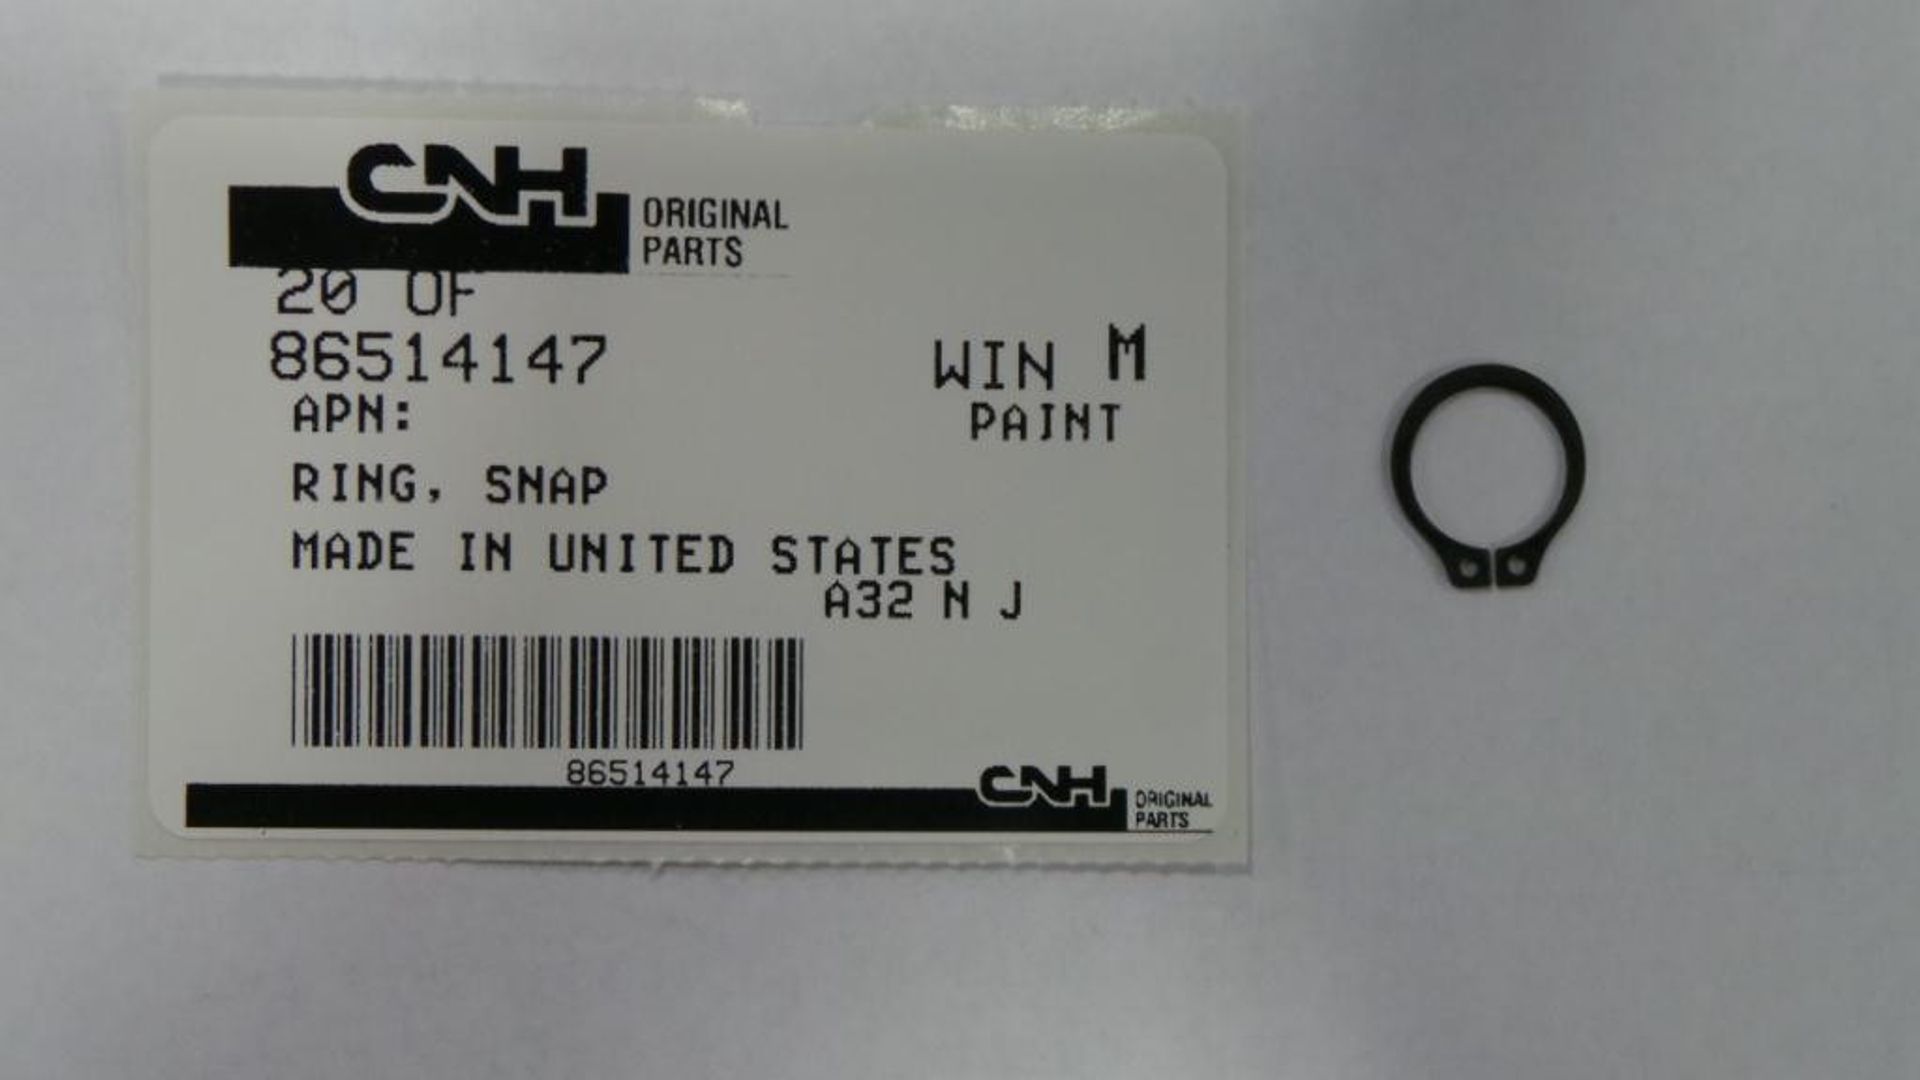 CNH ORIGINAL
PARTS
20 OF
86514147
WIN M
APN:
PAINT
RING, SNAP
MADE IN UNITED STATES
A32 N J
86514147
CNH ORIGINAL
PARTS